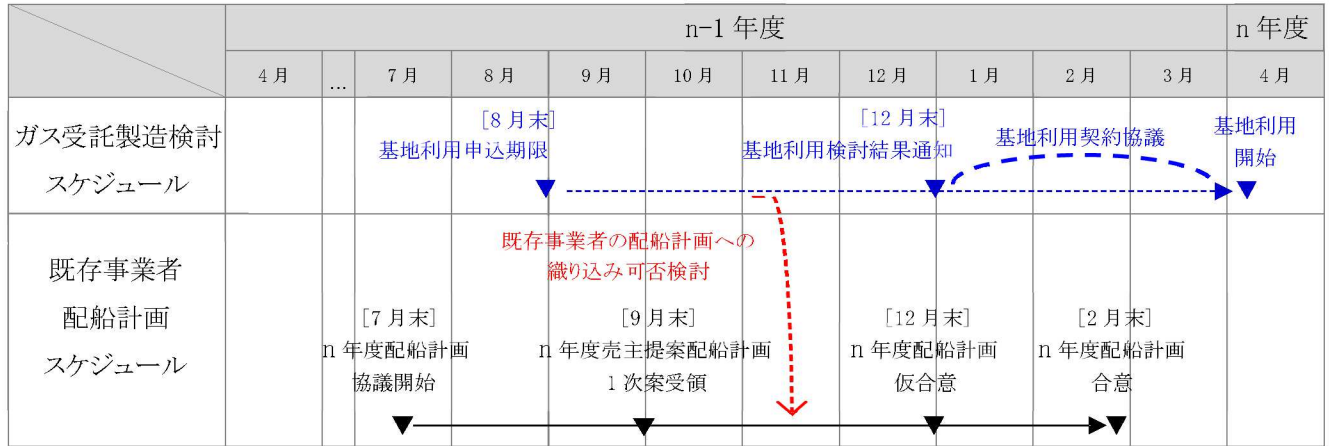 n-1 年度
n 年度
4 月
...
7 月
8 月
9 月
10 月
11 月
12 月
1 月
2 月
3 月
4 月
ガス受託製造検討
スケジュール
[8 月末]
基地利用申込期限
[12 月末]
基地利用検討結果通知
基地利用契約協議
基地利用
開始
既存事業者の配船計画への
織り込み可否検討
既存事業者
配船計画
スケジュール
[7 月末]
n 年度配船計画
協議開始
[9 月末]
n 年度売主提案配船計画
1 次案受領
[12 月末]
n 年度配船計画
仮合意
[2 月末]
n 年度配船計画
合意